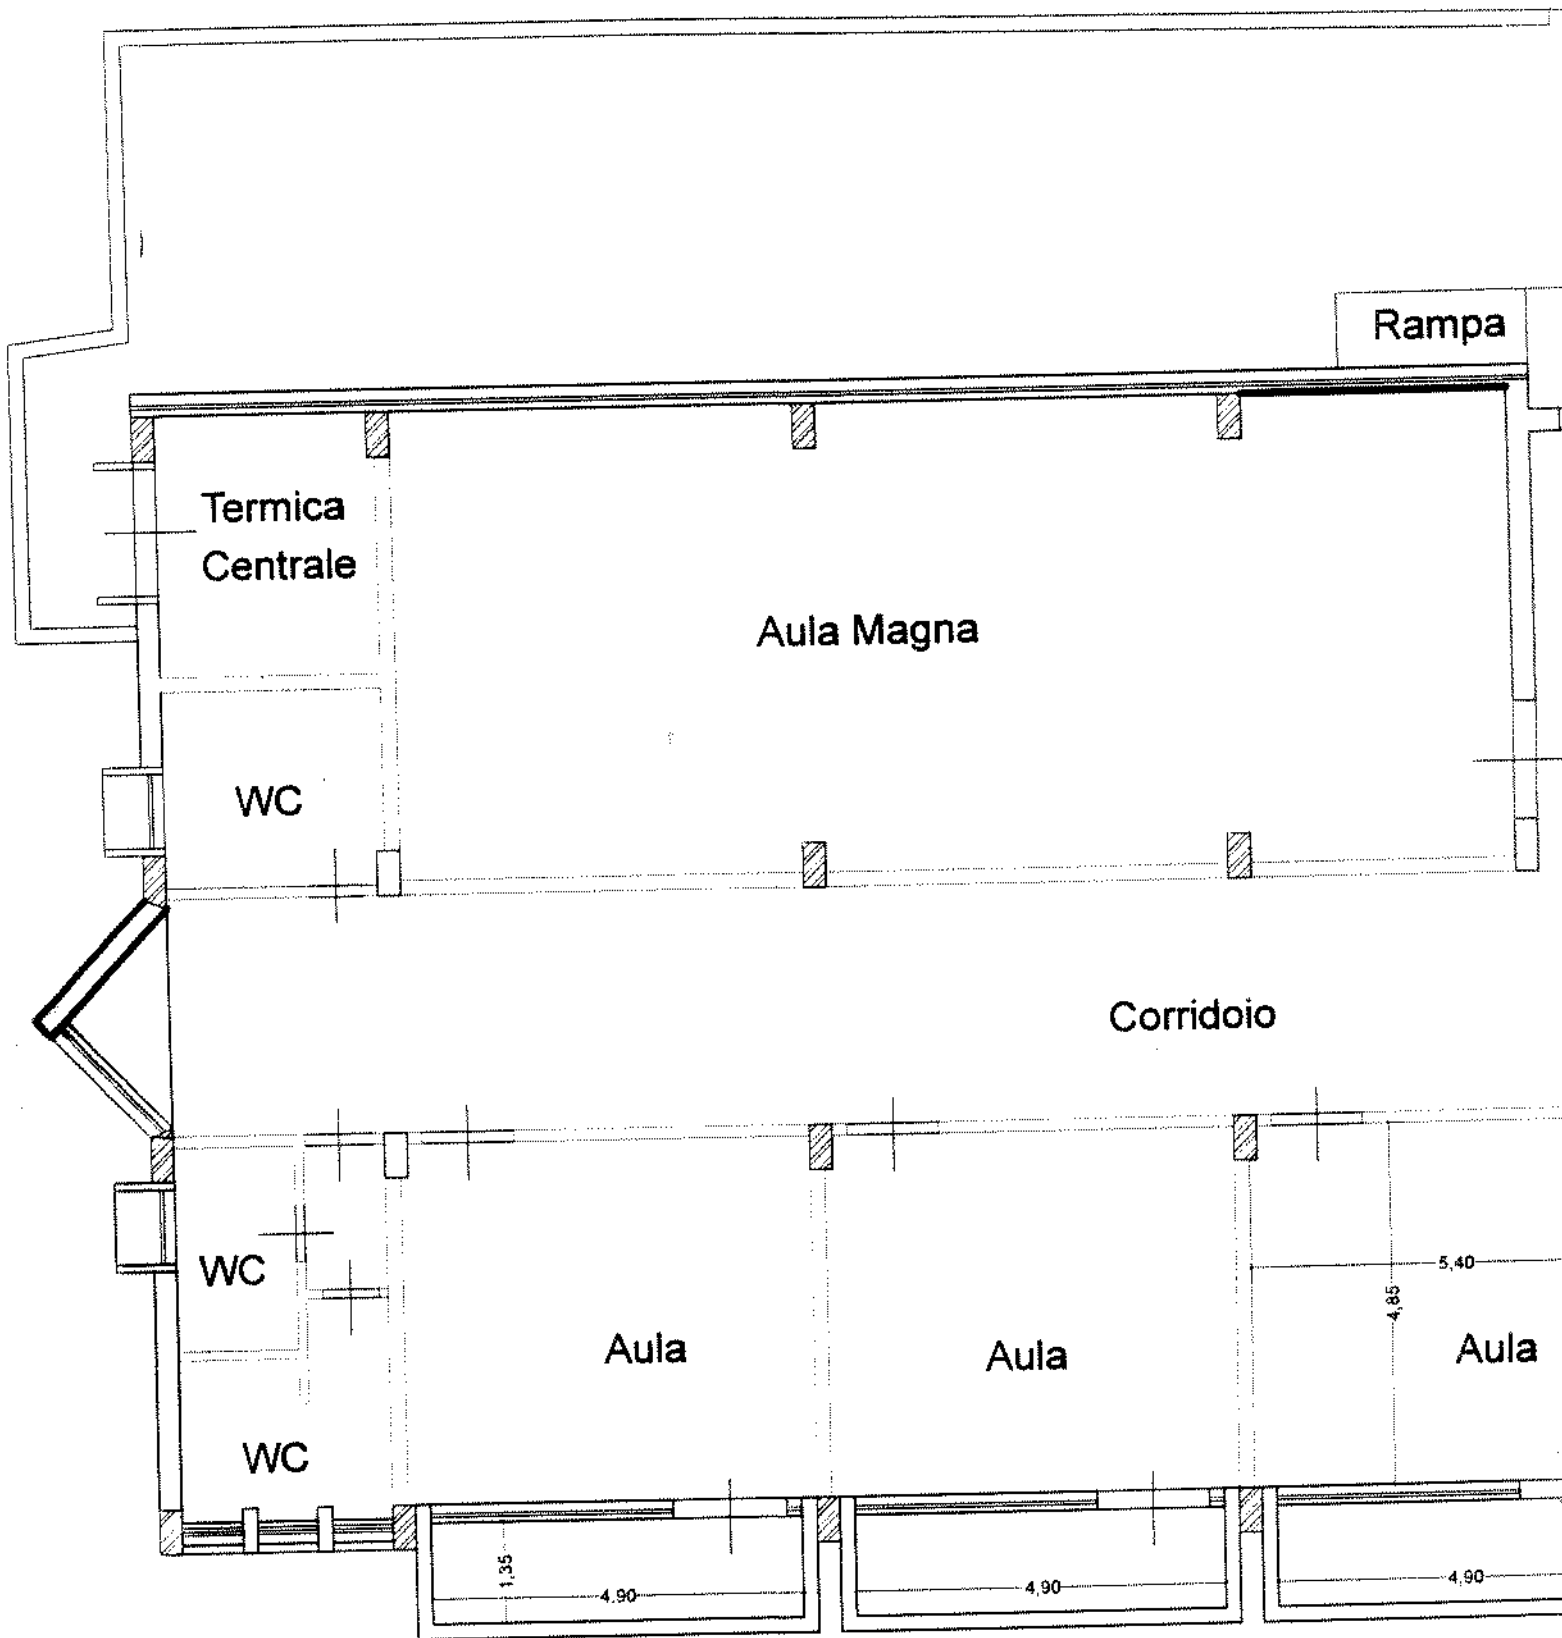 Rampa
Termica
Centrale
Aula Magna
WC
Corridoio
WC
5,40
4,85
Aula
Aula
Aula
WC
1,35
4,90
4,90
4,90